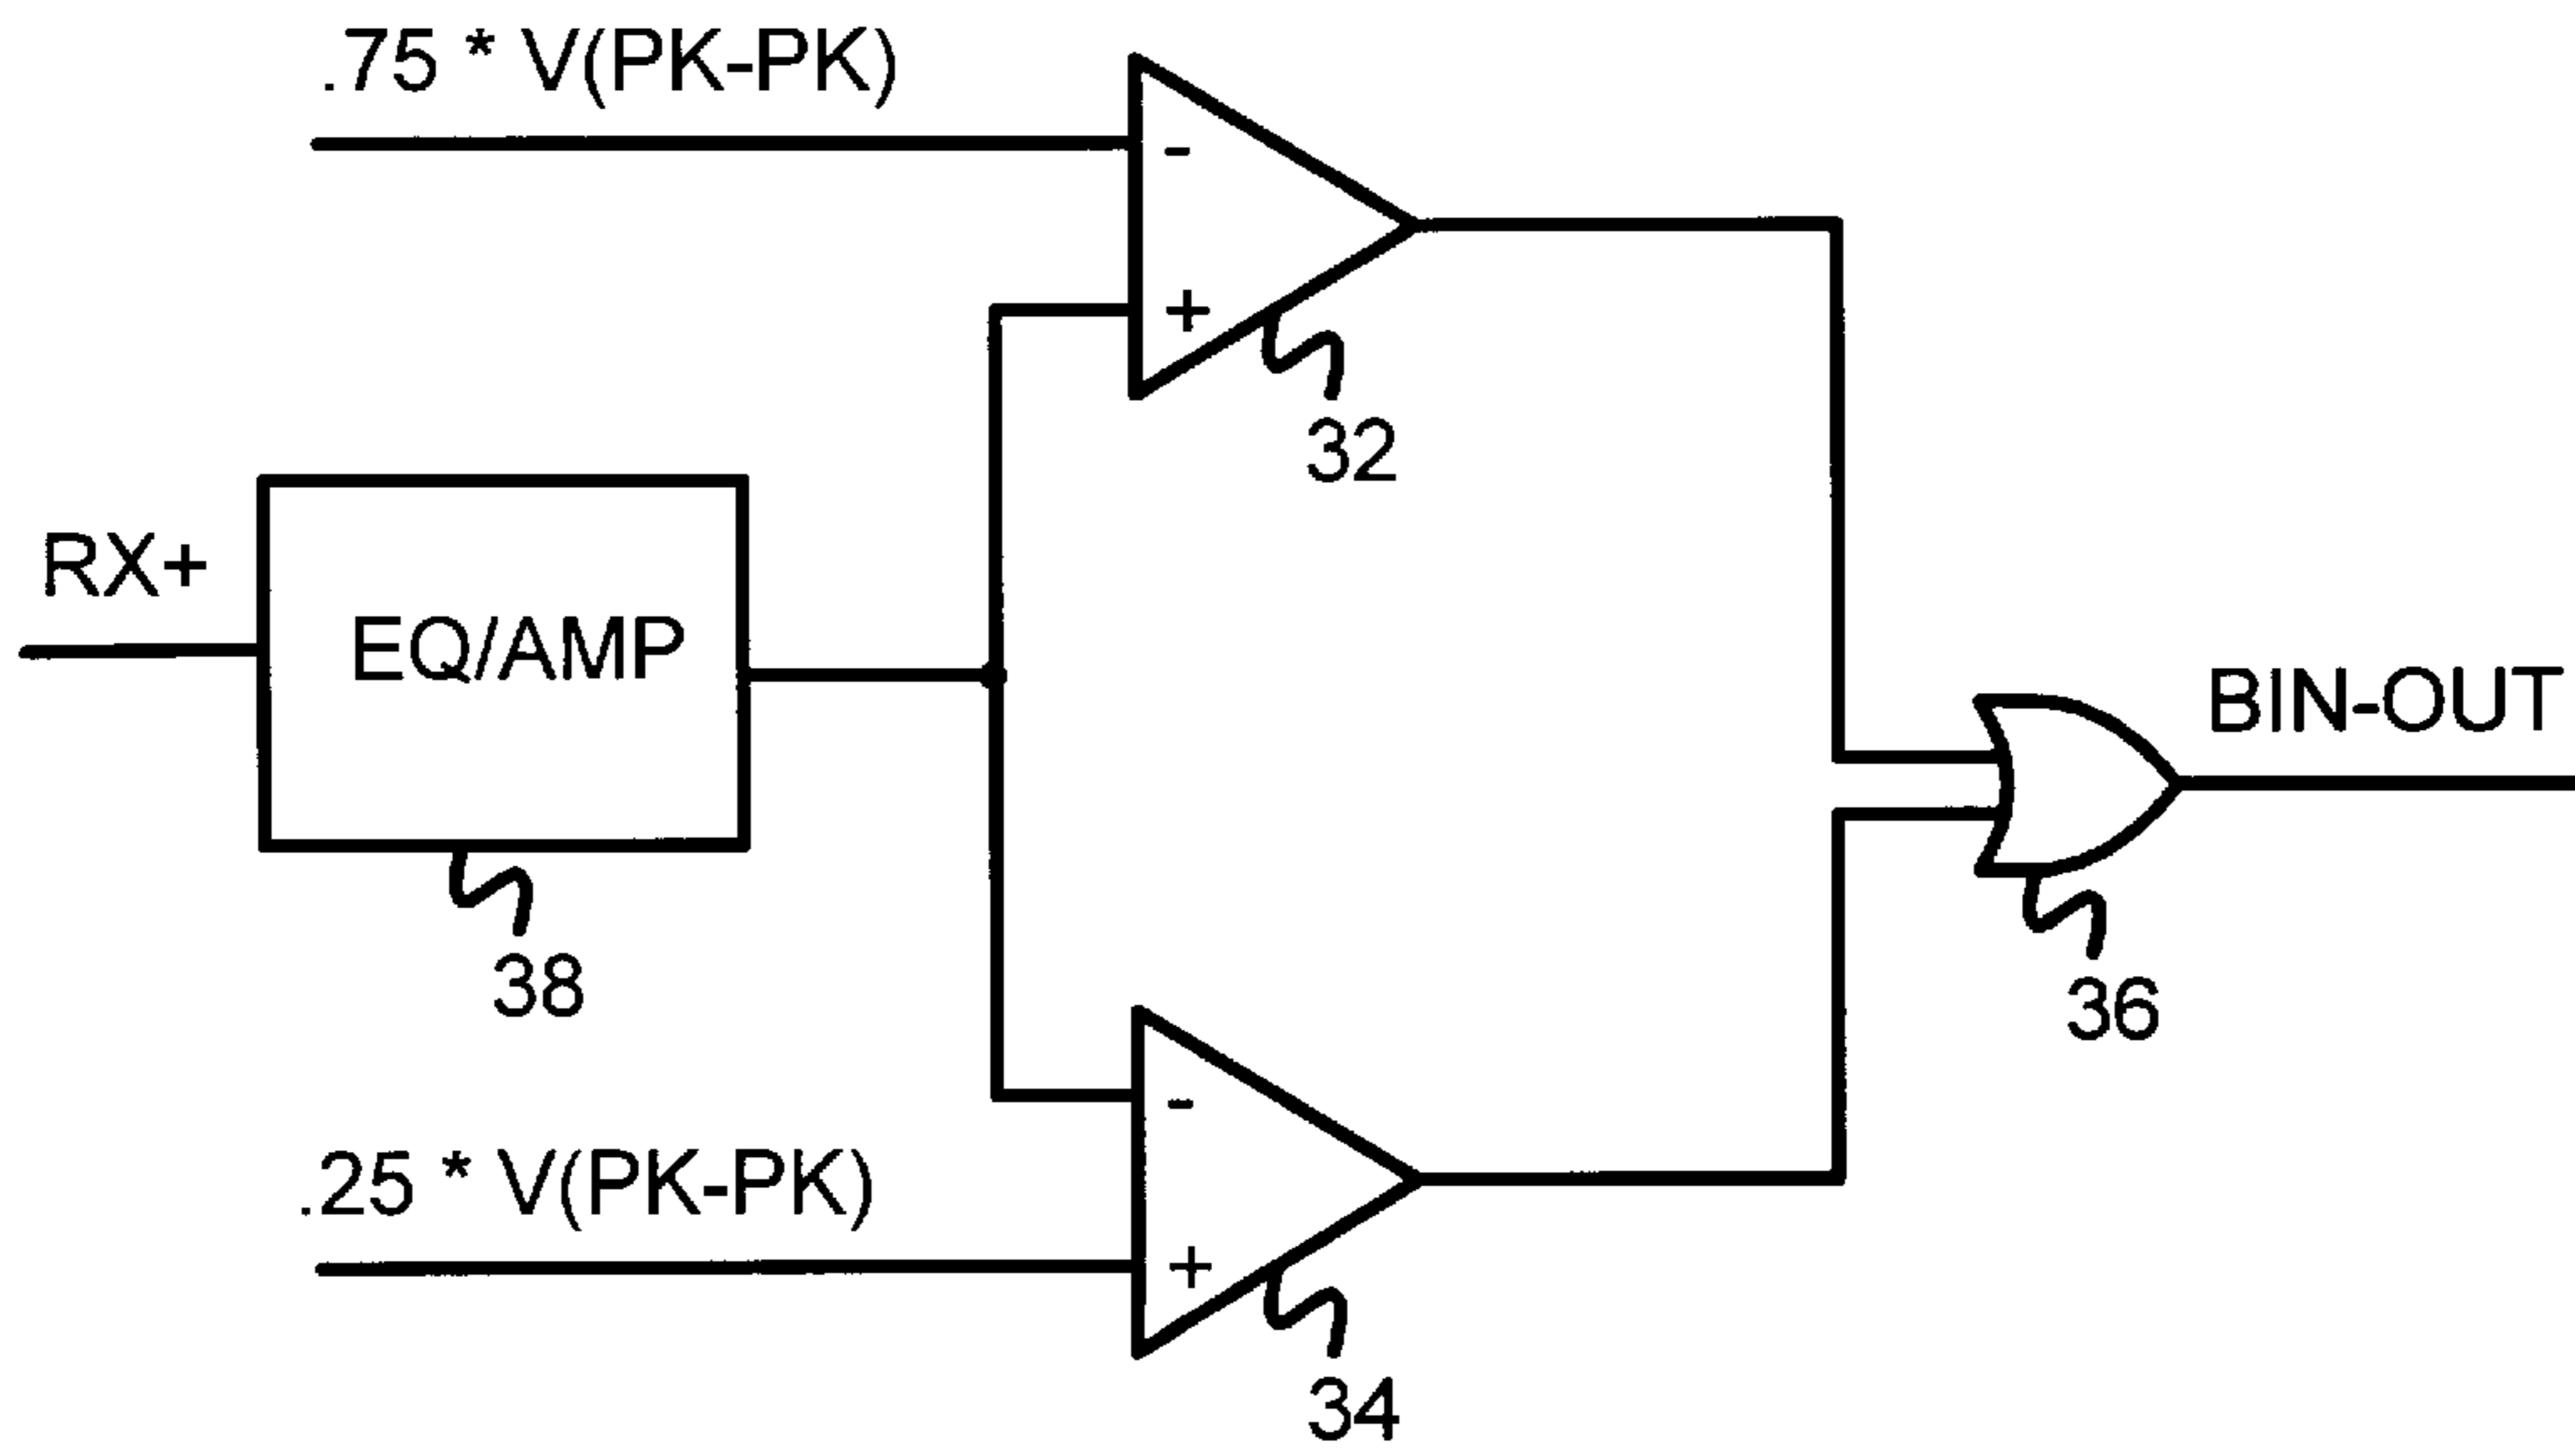 .75 * V(PK-PK)
-
+
32
RX+
EQ/AMP
38
BIN-OUT
36
-
.25 * V(PK-PK)
+
34